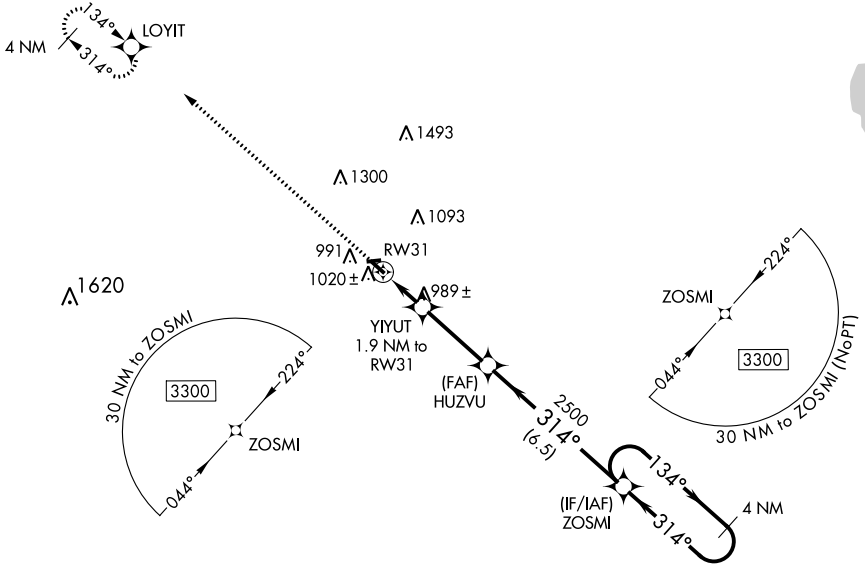 134°
LOYIT
4 NM
314°
1493
1300
1093
991
RW31
1020 ±
1620
989 ±
ZOSMI
224°
044°
3300
30 NM to ZOSMI (NoPT)
YIYUT
1.9 NM to
RW31
30 NM to ZOSMI
3300
224°
044°
ZOSMI
(FAF)
HUZVU
2500
314°
(6.5)
(IF/IAF)
ZOSMI
134°
314°
4 NM